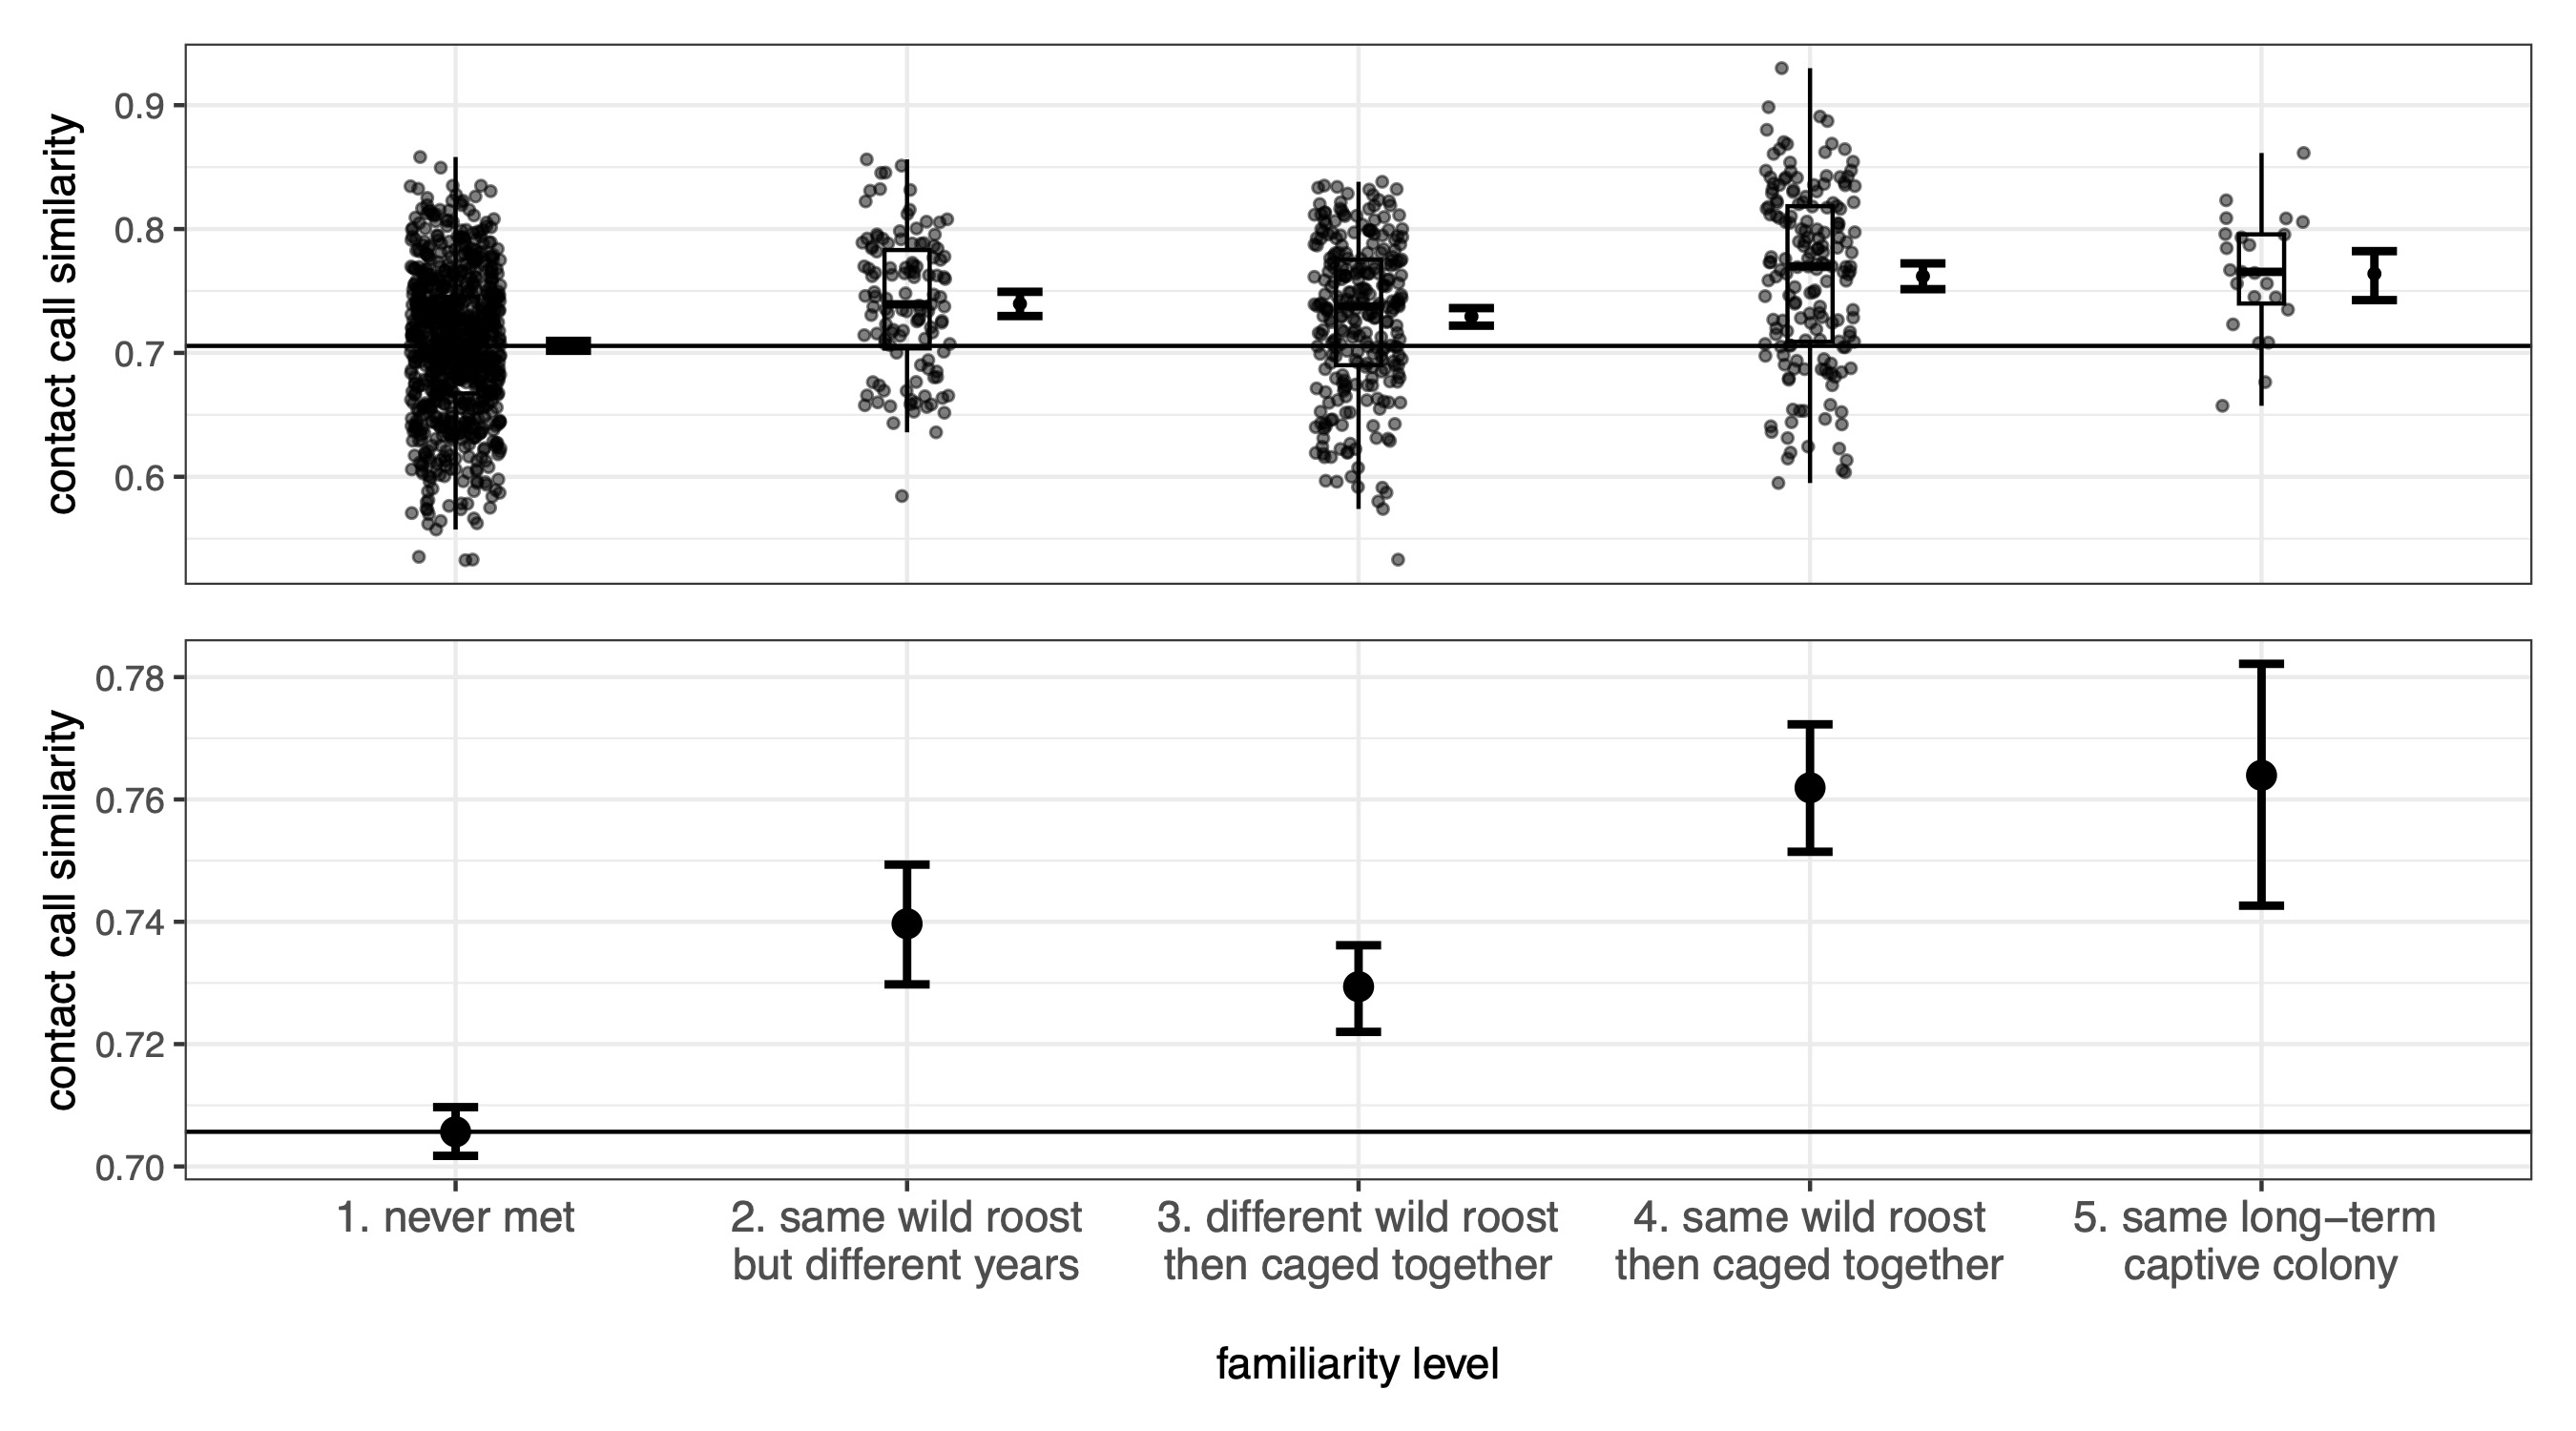 contact call similarity
0.9
0.8
0.7
0.6
contact call similarity
0.78
0.76
0.74
0.72
0.70
1. never met
2. same wild roost
but different years
3. different wild roost
then caged together
4. same wild roost
then caged together
5. same long–term
captive colony
familiarity level